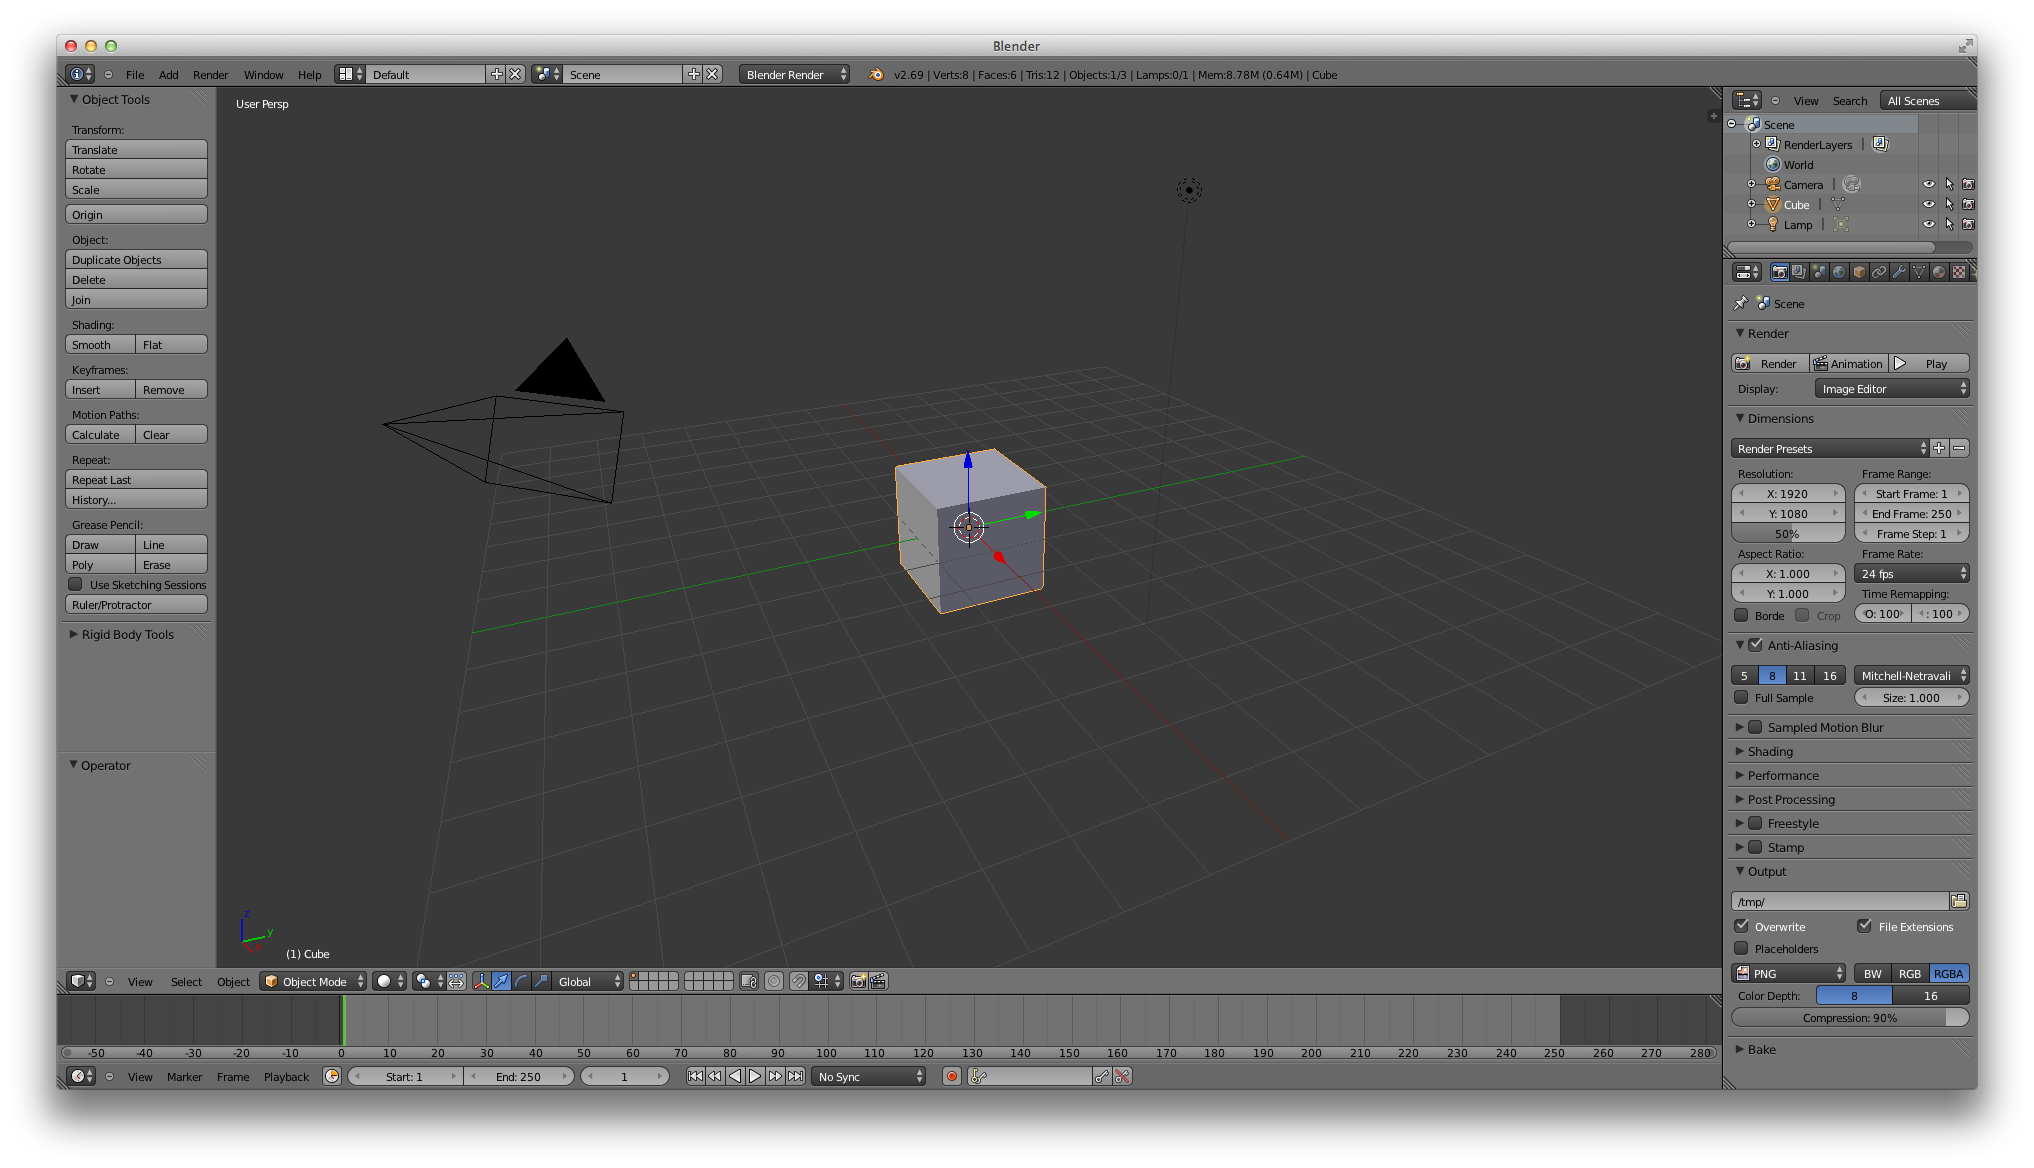 Blender
File Add Render Window Help Default Scene Blender Render v2.69 | Verts:8 | Faces:6 | Tris:12 | Objects:1/3 | Lamps:0/1 | Mem:8.78M (0.64M) | Cube
Object Tools
Transform:
Translate
Rotate
Scale
Origin
Object:
Duplicate Objects
Delete
Join
Shading:
Smooth Flat
Keyframes:
Insert Remove
Motion Paths:
Calculate Clear
Repeat:
Repeat Last
History...
Grease Pencil:
Draw Line
Poly Erase
Use Sketching Sessions
Ruler/Protractor
Rigid Body Tools
Operator
User Persp
z
y
x
(1) Cube
View Select Object Object Mode Global
-50 -40 -30 -20 -10 0 10 20 30 40 50 60 70 80 90 100 110 120 130 140 150 160 170 180 190 200 210 220 230 240 250 260 270 280
View Marker Frame Playback Start: 1 End: 250 1 No Sync
View Search All Scenes
Scene
RenderLayers |
World
Camera |
Cube |
Lamp |
Scene
Render
Render Animation Play
Display: Image Editor
Dimensions
Render Presets
Resolution: Frame Range:
X: 1920 Start Frame: 1
Y: 1080 End Frame: 250
50% Frame Step: 1
Aspect Ratio: Frame Rate:
X: 1.000 24 fps
Y: 1.000 Time Remapping:
Borde Crop O: 100 : 100
Anti-Aliasing
5 8 11 16 Mitchell-Netravali
Full Sample Size: 1.000
Sampled Motion Blur
Shading
Performance
Post Processing
Freestyle
Stamp
Output
/tmp/
Overwrite File Extensions
Placeholders
PNG BW RGB RGBA
Color Depth: 8 16
Compression: 90%
Bake